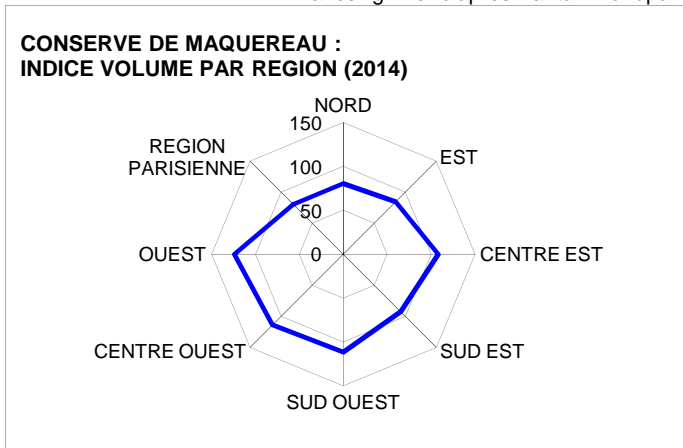 CONSERVE DE MAQUEREAU :
INDICE VOLUME PAR REGION (2014)
NORD
150
REGION
PARISIENNE
EST
100
50
OUEST
0
CENTRE EST
CENTRE OUEST
SUD EST
SUD OUEST